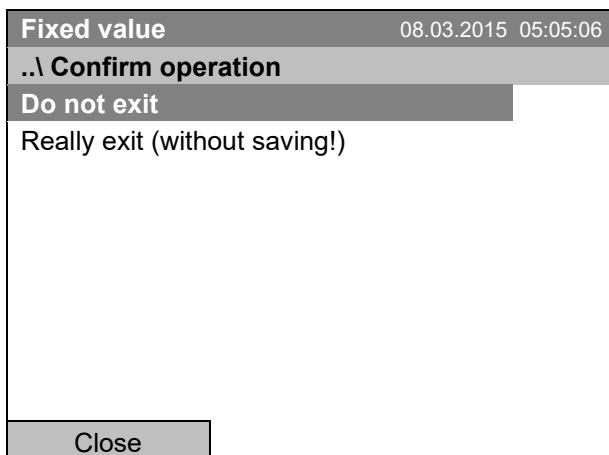 Fixed value 08.03.2015 05:05:06
..\ Confirm operation
Do not exit
Really exit (without saving!)
Close